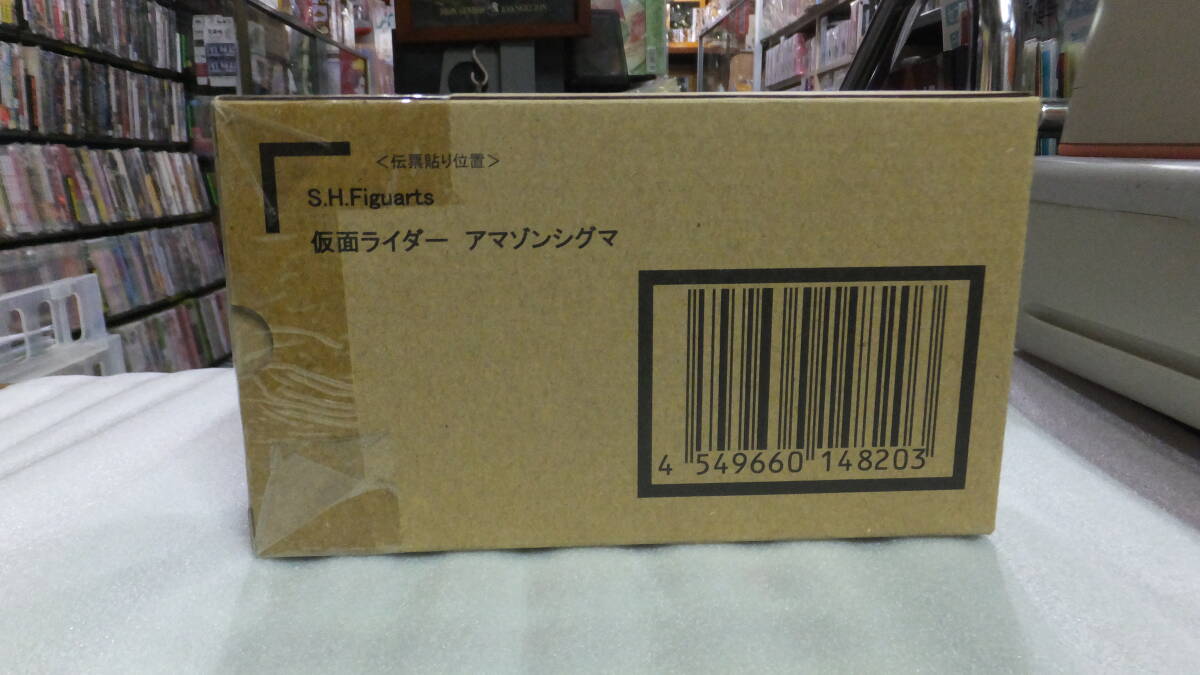 <伝票貼り位置>
S.H.Figuarts
仮面ライダー アマゾンシグマ
4 549660 148203